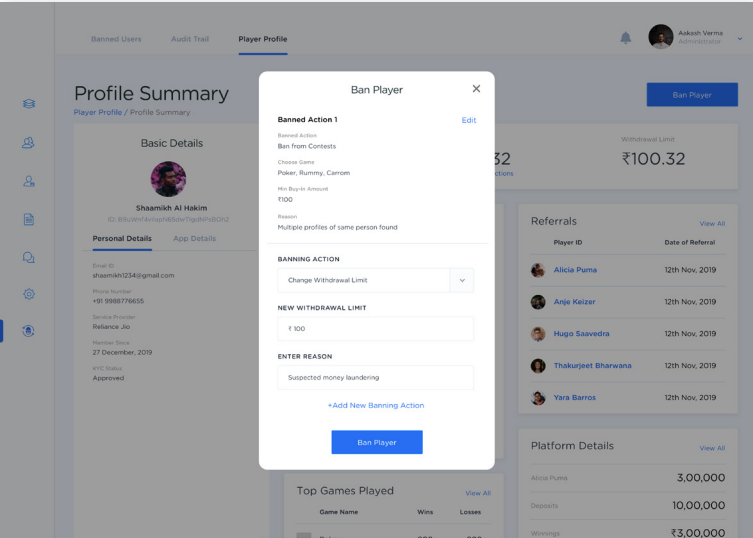 Banned Users
Audit Trail
Player Profile
Aakash Verma
Administrator
Profile Summary
Player Profile / Profile Summary
Ban Player
Basic Details
Shaamikh Al Hakim
Personal Details
App Details
Email ID
shaamikh1234@gmail.com
Phone Number
+91 9988776655
Service Provider
Reliance Jio
Member Since
27 December, 2019
KYC Status
Approved
Ban Player
Banned Action 1
Edit
Banned Action
Ban from Contests
Choose Game
Poker, Rummy, Carrom
Min Buy-In Amount
₹100
Reason
Multiple profiles of same person found
BANNING ACTION
Change Withdrawal Limit
NEW WITHDRAWAL LIMIT
₹ 100
ENTER REASON
Suspected money laundering
+Add New Banning Action
Ban Player
32
Withdrawal Limit
₹100.32
Referrals
View All
Player ID
Date of Referral
Alicia Puma
12th Nov, 2019
Anje Keizer
12th Nov, 2019
Hugo Saavedra
12th Nov, 2019
Thakurjeet Bharwana
12th Nov, 2019
Yara Barros
12th Nov, 2019
Platform Details
View All
Alicia Puma
3,00,000
Deposits
10,00,000
Winnings
₹3,00,000
Top Games Played
View All
Game Name
Wins
Losses